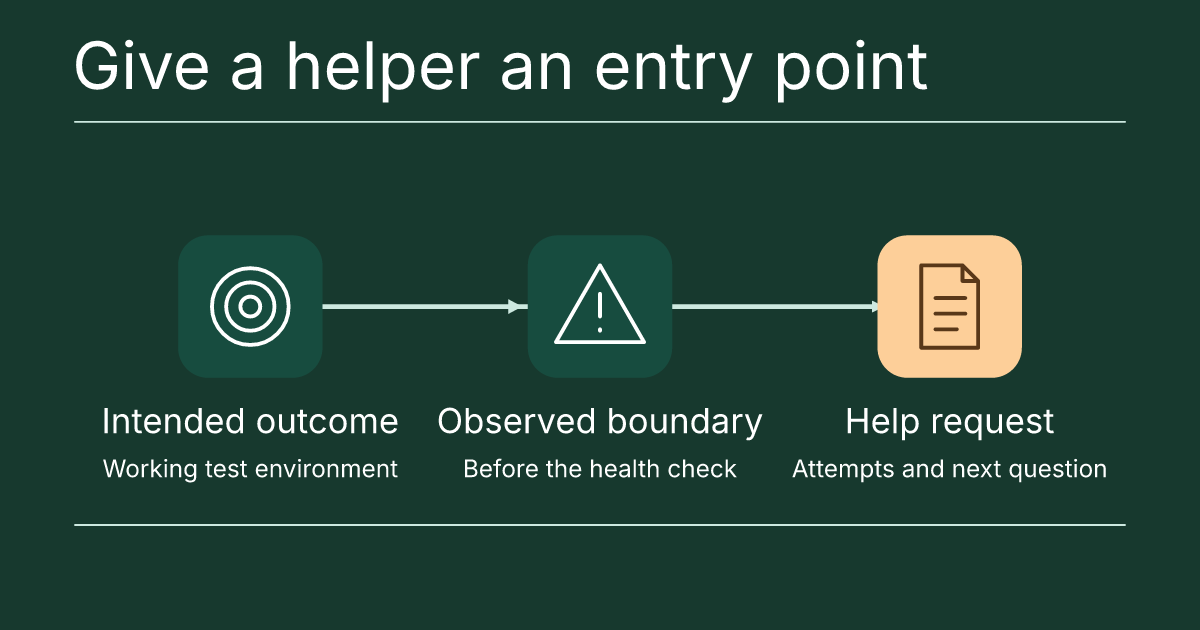 Give a helper an entry point
Intended outcome
Working test environment
Observed boundary
Before the health check
Help request
Attempts and next question